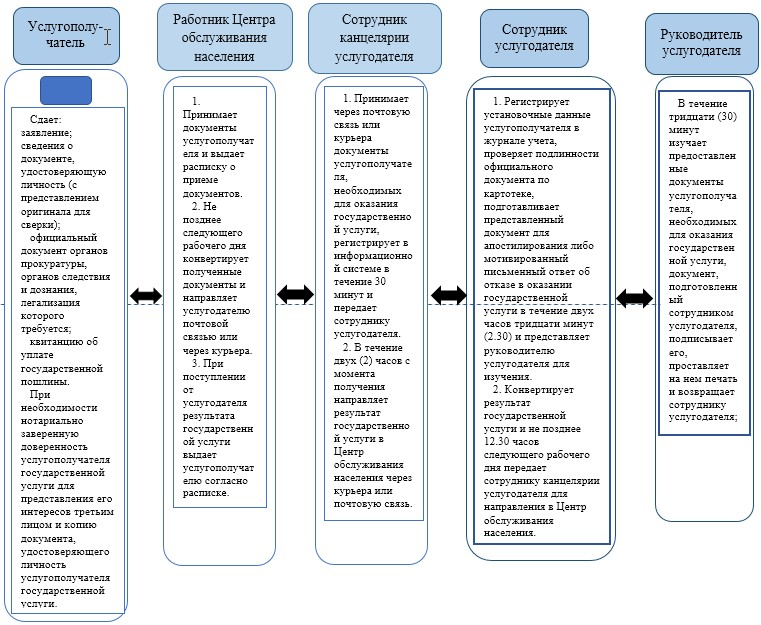 Услугополу-
чатель
Сдает:
заявление;
сведения о
документе,
удостоверяющую
личность (с
представлением
оригинала для
сверки);
официальный
документ органов
прокуратуры,
органов следствия
и дознания,
легализация
которого
требуется;
квитанцию об
уплате
государственной
пошлины.
При
необходимости
нотариально
заверенную
доверенность
услугополучателя
государственной
услуги для
представления его
интересов третьим
лицом и копию
документа,
удостоверяющего
личность
услугополучателя
государственной
услуги.
Работник Центра
обслуживания
населения
1.
Принимает
документы
услугополучат
еля и выдает
расписку о
приеме
документов.
2. Не
позднее
следующего
рабочего дня
конвертирует
полученные
документы и
направляет
услугодателю
почтовой
связью или
через курьера.
3. При
поступлении
от
услугодателя
результата
государственн
ой услуги
выдает
услугополучат
елю согласно
расписке.
Сотрудник
канцелярии
услугодателя
1. Принимает
через почтовую
связь или
курьера
документы
услугополучате
ля,
необходимых
для оказания
государственно
й услуги,
регистрирует в
информационно
й системе в
течение 30
минут и
передает
сотруднику
услугодателя.
2. В течение
двух (2) часов с
момента
получения
направляет
результат
государственно
й услуги в
Центр
обслуживания
населения через
курьера или
почтовую связь.
Сотрудник
услугодателя
1. Регистрирует
установочные данные
услугополучателя в
журнале учета,
проверяет подлинности
официального
документа по
картотеке,
подготавливает
представленный
документ для
апостилирования либо
мотивированный
письменный ответ об
отказе в оказании
государственной
услуги в течение двух
часов тридцати минут
(2.30) и представляет
руководителю
услугодателя для
изучения.
2. Конвертирует
результат
государственной
услуги и не позднее
12.30 часов
следующего рабочего
дня передает
сотруднику канцелярии
услугодателя для
направления в Центр
обслуживания
населения.
Руководитель
услугодателя
В течение
тридцати (30)
минут
изучает
предоставлен
ные
документы
услугополуча
теля,
необходимых
для оказания
государствен
ной услуги,
документ,
подготовленн
ый
сотрудником
услугодателя,
подписывает
его,
проставляет
на нем печать
и возвращает
сотруднику
услугодателя;